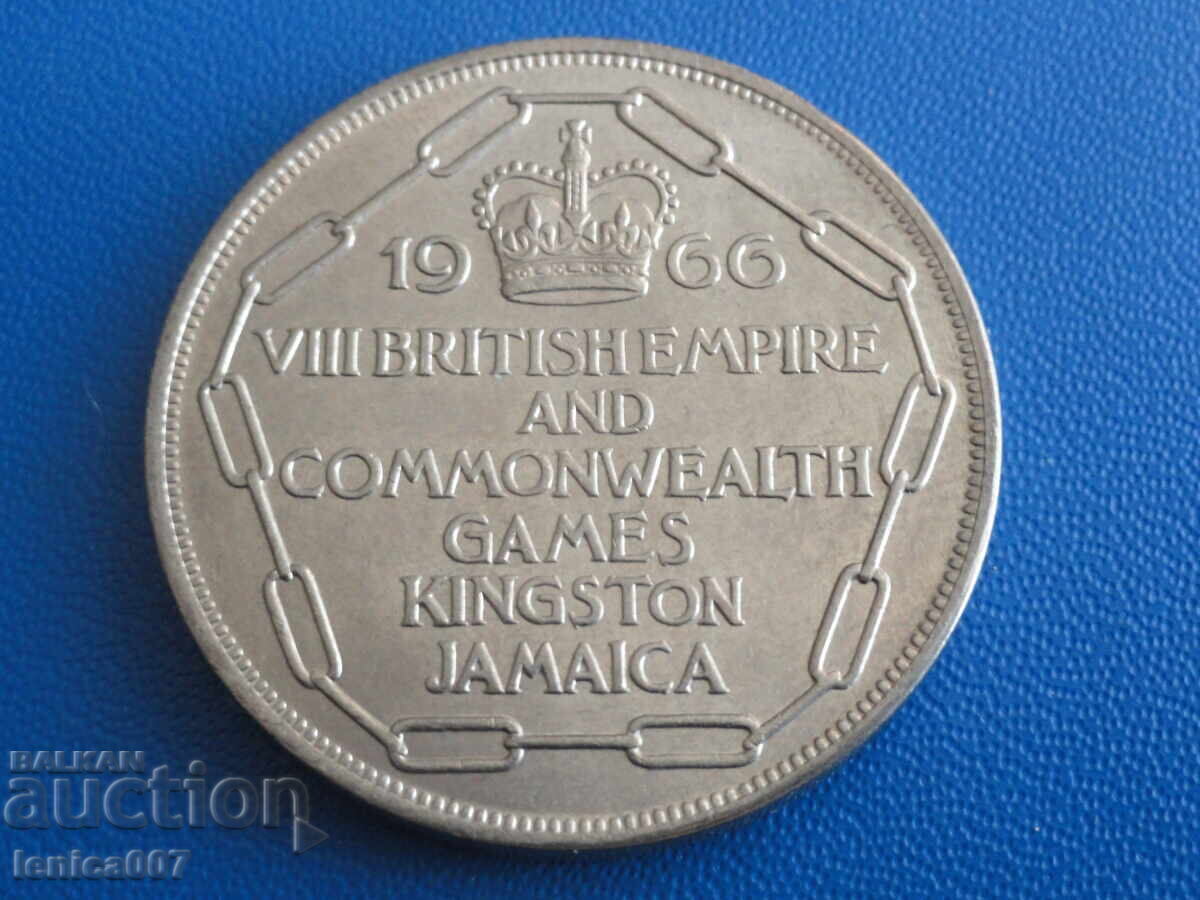 19 66
VIII BRITISH EMPIRE
AND
COMMONWEALTH
GAMES
KINGSTON
JAMAICA
BALKAN
auction
lenica007